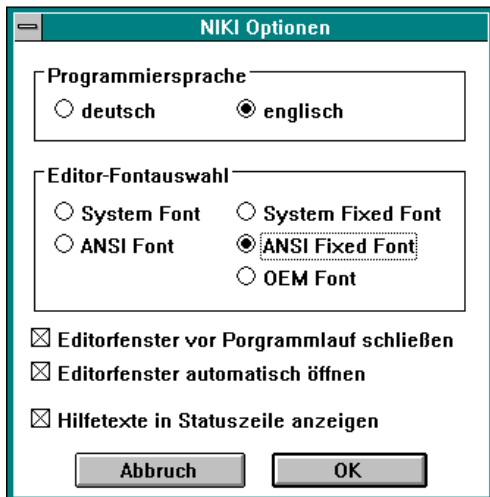 NIKI Optionen
Programmiersprache
deutsch englisch
Editor-Fontauswahl
System Font System Fixed Font
ANSI Font ANSI Fixed Font
OEM Font
Editorfenster vor Porgrammlauf schließen
Editorfenster automatisch öffnen
Hilfetexte in Statuszeile anzeigen
Abbruch OK